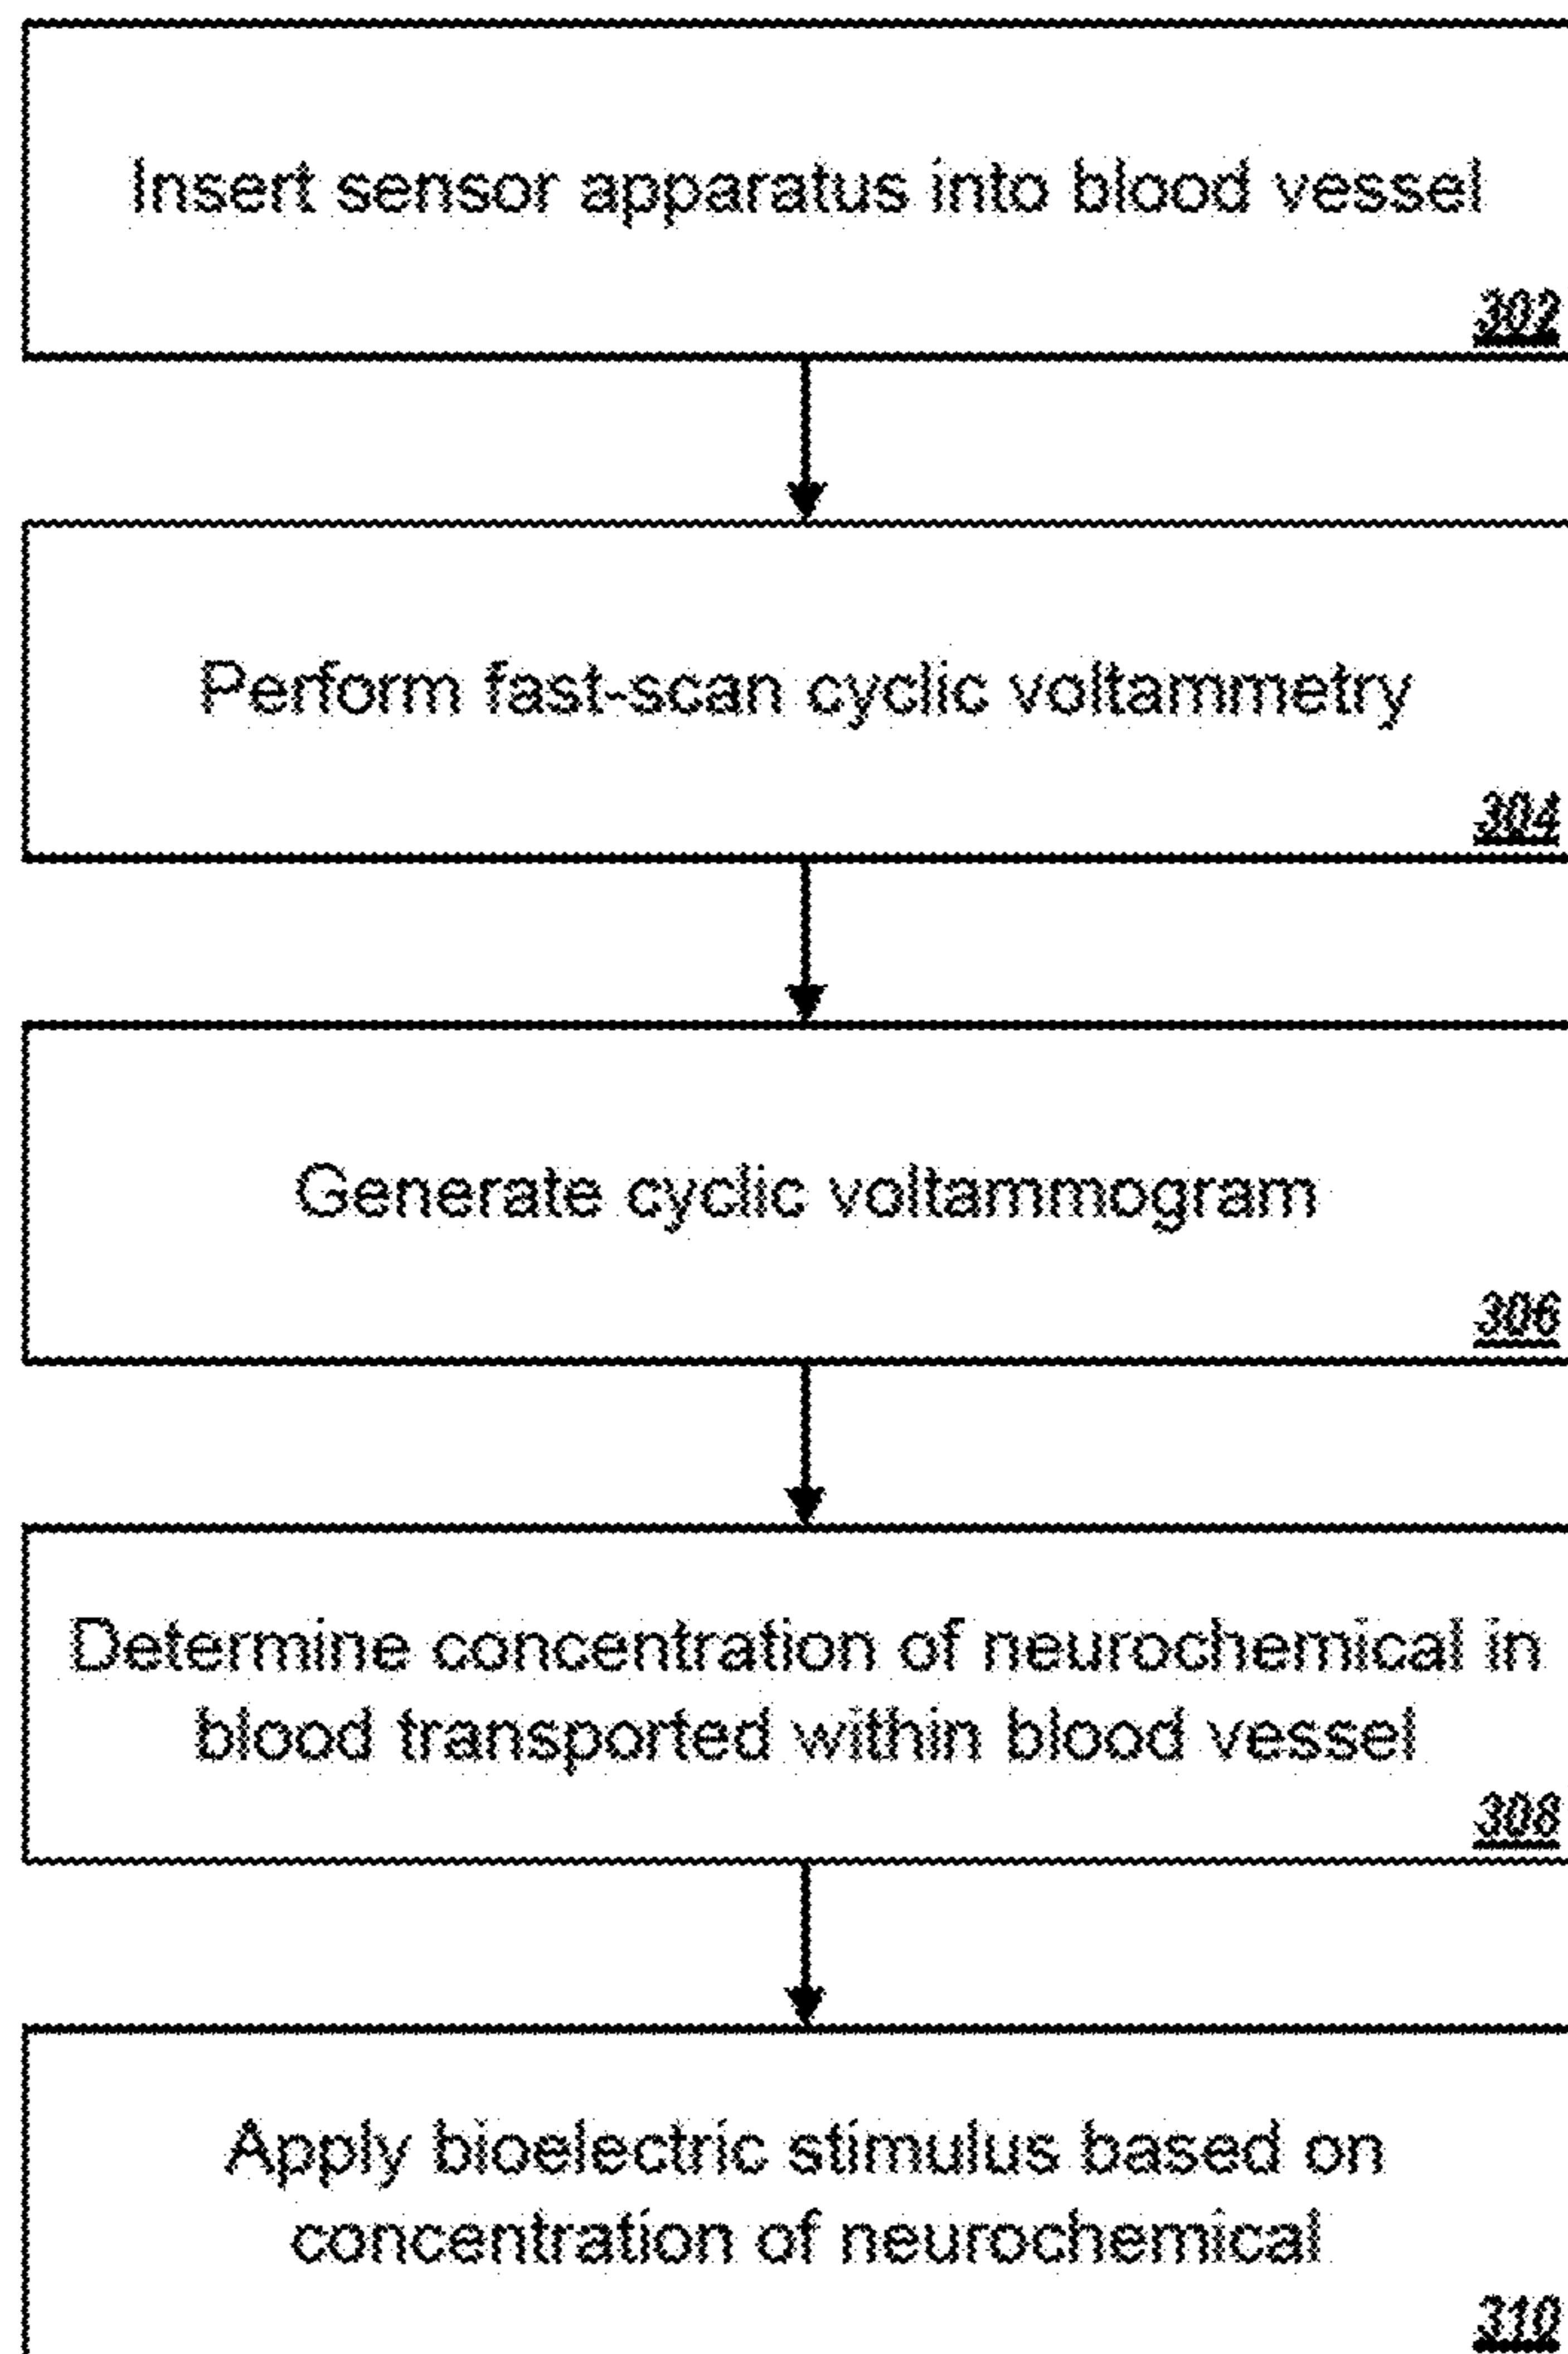 Insert sensor apparatus into blood vessel
302
Perform fast-scan cyclic voltammetry
304
Generate cyclic voltammogram
306
Determine concentration of neurochemical in
blood transported within blood vessel
308
Apply bioelectric stimulus based on
concentration of neurochemical
310